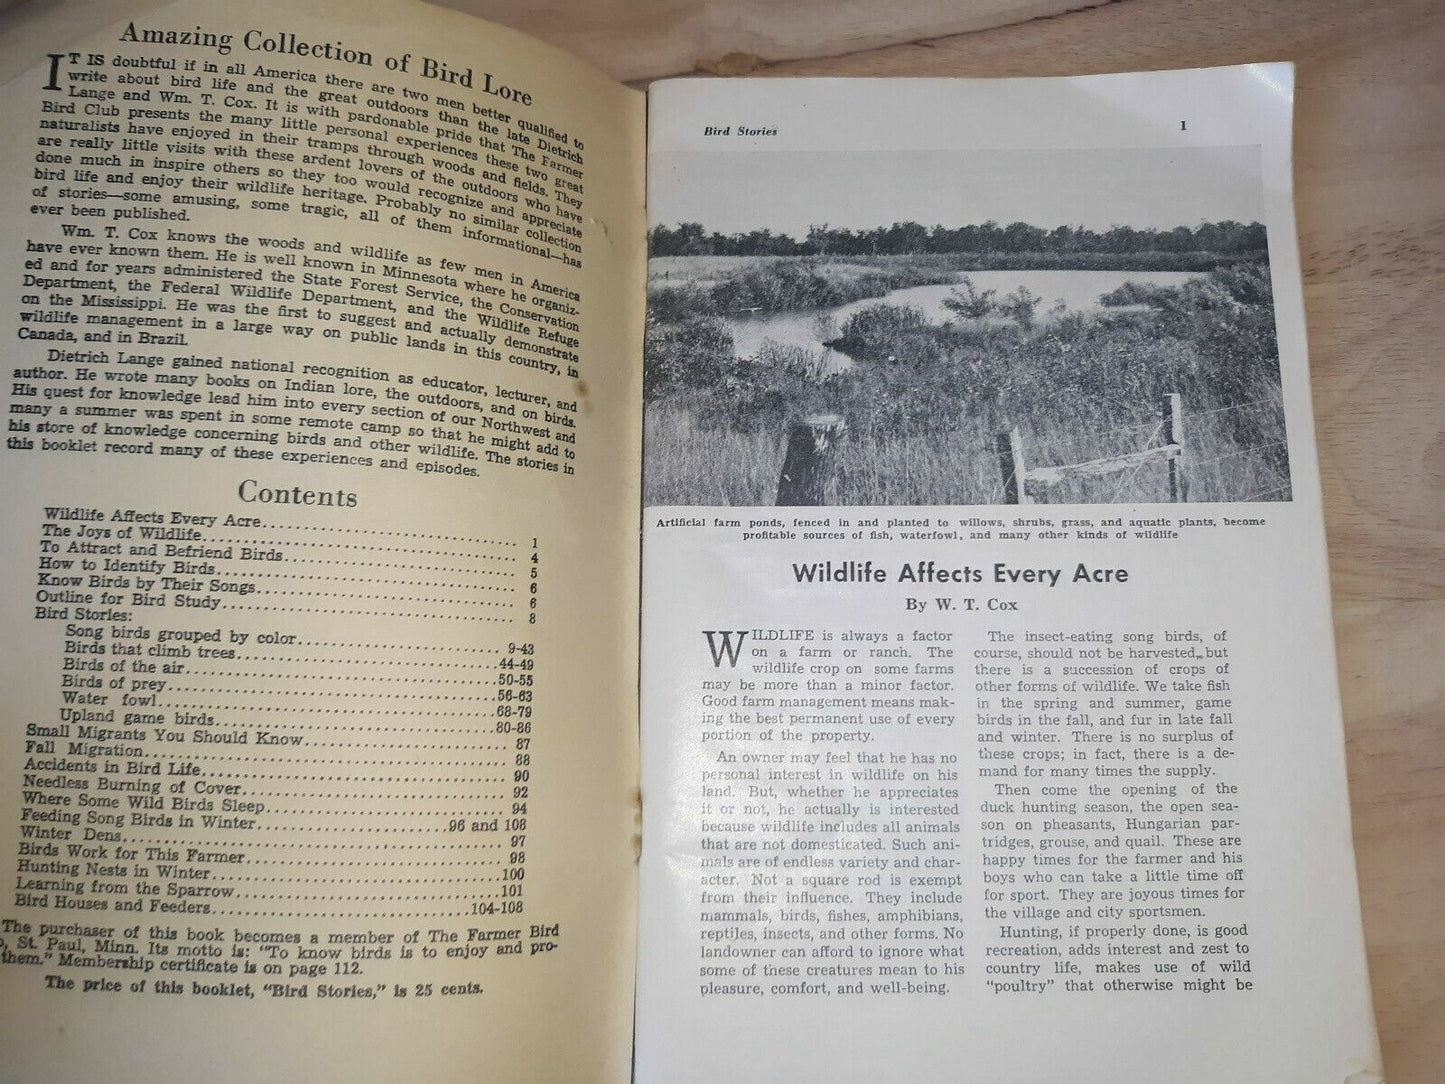 Amazing Collection of Bird Lore
IT IS doubtful if in all America there are two men better qualified to
write about bird life and the great outdoors than the late Dietrich
Lange and Wm. T. Cox. It is with pardonable pride that The Farmer
Bird Club presents the many little personal experiences these two great
naturalists have enjoyed in their tramps through woods and fields. They
are really little visits with these ardent lovers of the outdoors who have
done much in inspire others so they too would recognize and appreciate
bird life and enjoy their wildlife heritage. Probably no similar collection
of stories—some amusing, some tragic, all of them informational—has
ever been published.
Wm. T. Cox knows the woods and wildlife as few men in America
have ever known them. He is well known in Minnesota where he organiz-
ed and for years administered the State Forest Service, the Conservation
Department, the Federal Wildlife Department, and the Wildlife Refuge
on the Mississippi. He was the first to suggest and actually demonstrate
wildlife management in a large way on public lands in this country, in
Canada, and in Brazil.
Dietrich Lange gained national recognition as educator, lecturer, and
author. He wrote many books on Indian lore, the outdoors, and on birds.
His quest for knowledge lead him into every section of our Northwest and
many a summer was spent in some remote camp so that he might add to
his store of knowledge concerning birds and other wildlife. The stories in
this booklet record many of these experiences and episodes.
Contents
Wildlife Affects Every Acre 1
The Joys of Wildlife 4
To Attract and Befriend Birds 5
How to Identify Birds 6
Know Birds by Their Songs 6
Outline for Bird Study 8
Bird Stories:
Song birds grouped by color 9-43
Birds that climb trees 44-49
Birds of the air 50-55
Birds of prey 56-63
Water fowl 68-79
Upland game birds 80-86
Small Migrants You Should Know 87
Fall Migration 88
Accidents in Bird Life 90
Needless Burning of Cover 92
Where Some Wild Birds Sleep 94
Feeding Song Birds in Winter 96 and 108
Winter Dens 97
Birds Work for This Farmer 98
Hunting Nests in Winter 100
Learning from the Sparrow 101
Bird Houses and Feeders 104-108
The purchaser of this book becomes a member of The Farmer Bird
St. Paul, Minn. Its motto is: "To know birds is to enjoy and pro-
them." Membership certificate is on page 112.
The price of this booklet, "Bird Stories," is 25 cents.
Bird Stories 1
Artificial farm ponds, fenced in and planted to willows, shrubs, grass, and aquatic plants, become
profitable sources of fish, waterfowl, and many other kinds of wildlife
Wildlife Affects Every Acre
By W. T. Cox
WILDLIFE is always a factor
on a farm or ranch. The
wildlife crop on some farms
may be more than a minor factor.
Good farm management means mak-
ing the best permanent use of every
portion of the property.
An owner may feel that he has no
personal interest in wildlife on his
land. But, whether he appreciates
it or not, he actually is interested
because wildlife includes all animals
that are not domesticated. Such ani-
mals are of endless variety and char-
acter. Not a square rod is exempt
from their influence. They include
mammals, birds, fishes, amphibians,
reptiles, insects, and other forms. No
landowner can afford to ignore what
some of these creatures mean to his
pleasure, comfort, and well-being.
The insect-eating song birds, of
course, should not be harvested, but
there is a succession of crops of
other forms of wildlife. We take fish
in the spring and summer, game
birds in the fall, and fur in late fall
and winter. There is no surplus of
these crops; in fact, there is a de-
mand for many times the supply.
Then come the opening of the
duck hunting season, the open sea-
son on pheasants, Hungarian par-
tridges, grouse, and quail. These are
happy times for the farmer and his
boys who can take a little time off
for sport. They are joyous times for
the village and city sportsmen.
Hunting, if properly done, is good
recreation, adds interest and zest to
country life, makes use of wild
"poultry" that otherwise might be